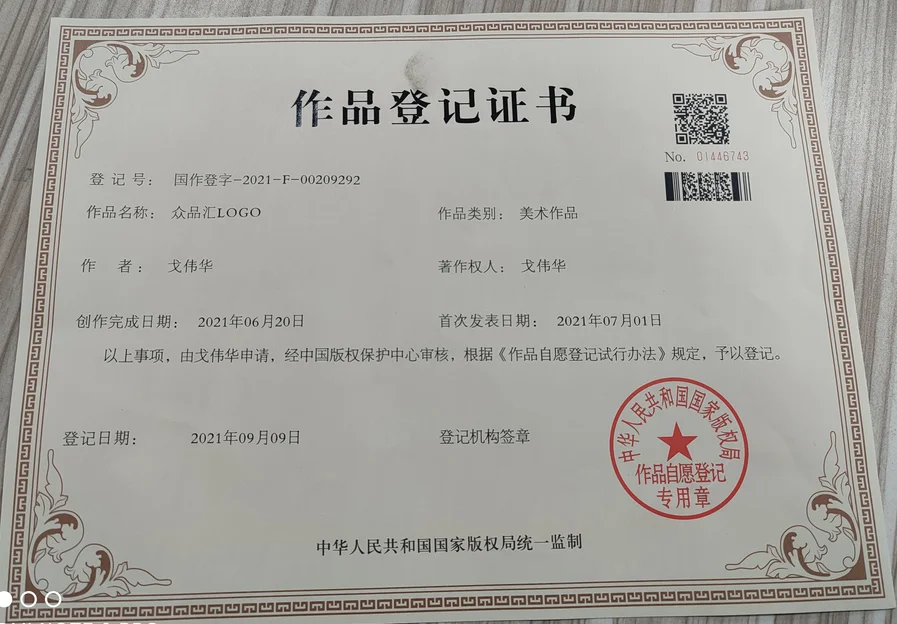 作品登记证书
No. 01446743
登 记 号： 国作登字-2021-F-00209292
作品名称： 众品汇LOGO 作品类别： 美术作品
作 者： 戈伟华 著作权人： 戈伟华
创作完成日期： 2021年06月20日 首次发表日期： 2021年07月01日
以上事项，由戈伟华申请，经中国版权保护中心审核，根据《作品自愿登记试行办法》规定，予以登记。
登记日期： 2021年09月09日 登记机构签章
中华人民共和国国家版权局
作品自愿登记
专用章
中华人民共和国国家版权局统一监制